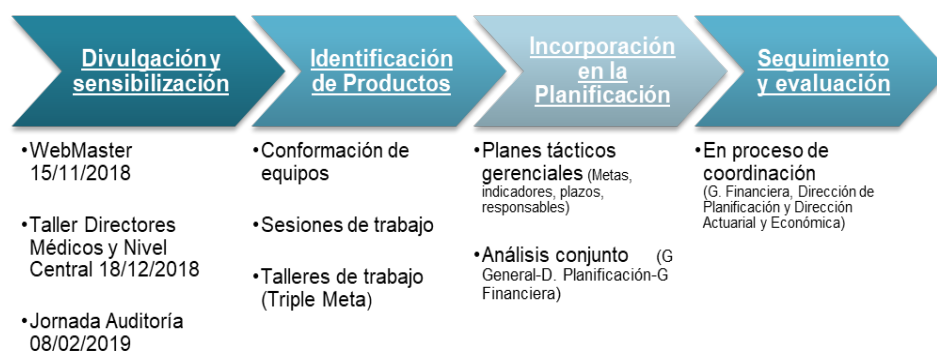 Divulgación y
sensibilización
•WebMaster
15/11/2018
•Taller Directores
Médicos y Nivel
Central 18/12/2018
•Jornada Auditoría
08/02/2019
Identificación
de Productos
•Conformación de
equipos
•Sesiones de trabajo
•Talleres de trabajo
(Triple Meta)
Incorporación
en la
Planificación
•Planes tácticos
gerenciales (Metas,
indicadores, plazos,
responsables)
•Análisis conjunto (G
General-D. Planificación-G
Financiera)
Seguimiento
y evaluación
•En proceso de
coordinación
(G. Financiera, Dirección de
Planificación y Dirección
Actuarial y Económica)